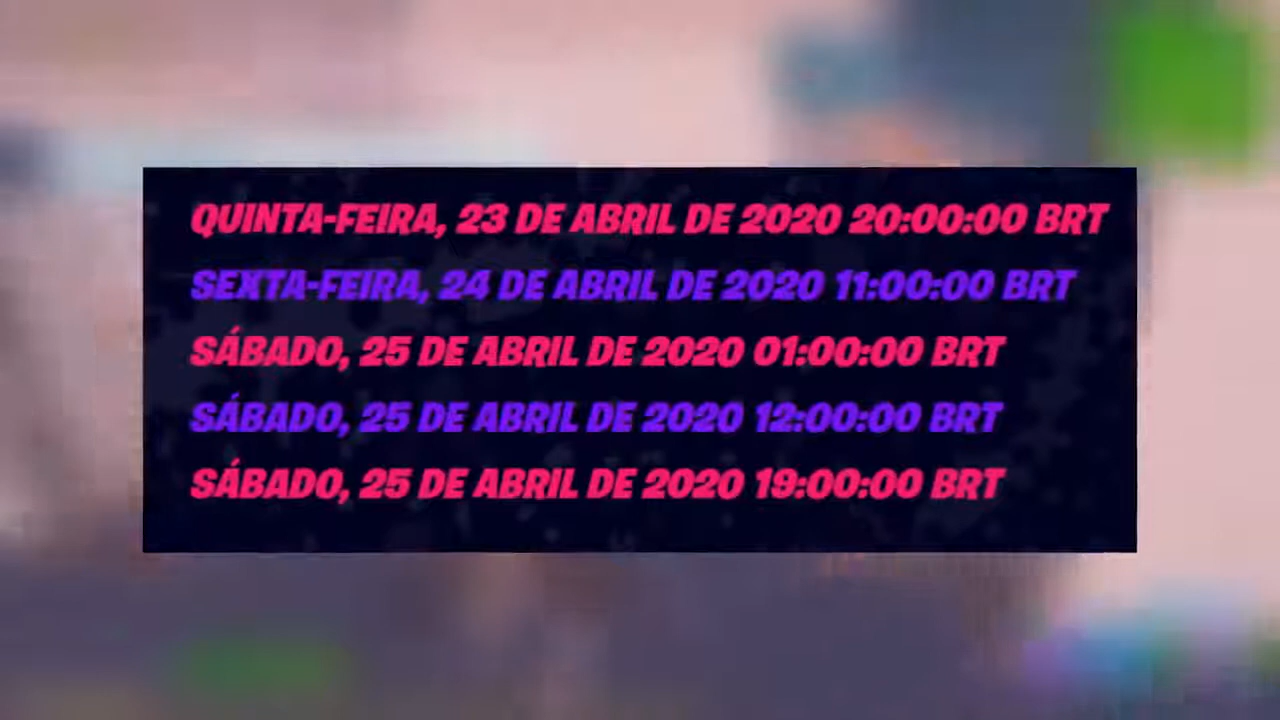 QUINTA-FEIRA, 23 DE ABRIL DE 2020 20:00:00 BRT
SEXTA-FEIRA, 24 DE ABRIL DE 2020 11:00:00 BRT
SÁBADO, 25 DE ABRIL DE 2020 01:00:00 BRT
SÁBADO, 25 DE ABRIL DE 2020 12:00:00 BRT
SÁBADO, 25 DE ABRIL DE 2020 19:00:00 BRT